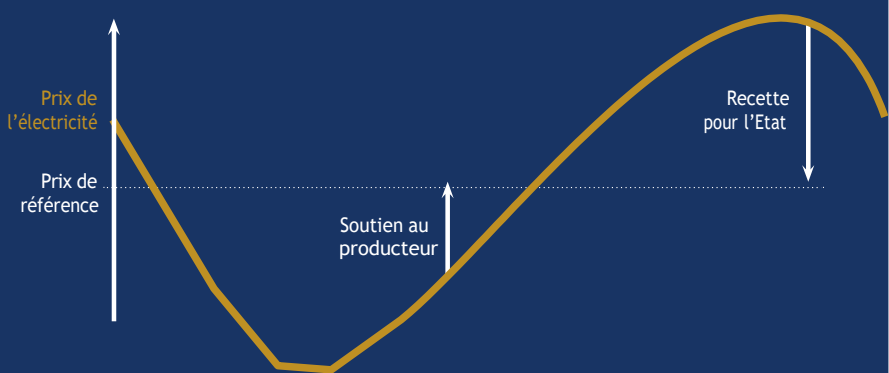 Prix de
l’électricité
Prix de
référence
Soutien au
producteur
Recette
pour l’Etat